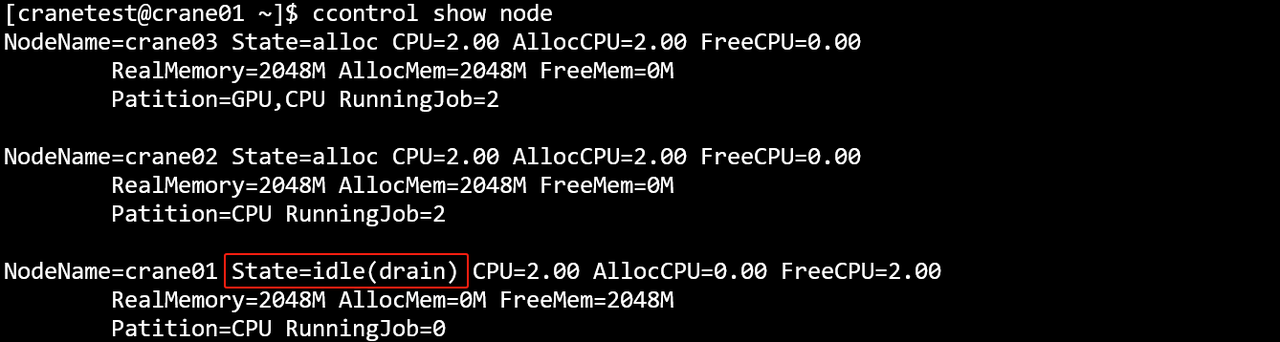 [cranetest@crane01 ~]$ ccontrol show node
NodeName=crane03 State=alloc CPU=2.00 AllocCPU=2.00 FreeCPU=0.00
RealMemory=2048M AllocMem=2048M FreeMem=0M
Patition=GPU,CPU RunningJob=2
NodeName=crane02 State=alloc CPU=2.00 AllocCPU=2.00 FreeCPU=0.00
RealMemory=2048M AllocMem=2048M FreeMem=0M
Patition=CPU RunningJob=2
NodeName=crane01 State=idle(drain) CPU=2.00 AllocCPU=0.00 FreeCPU=2.00
RealMemory=2048M AllocMem=0M FreeMem=2048M
Patition=CPU RunningJob=0